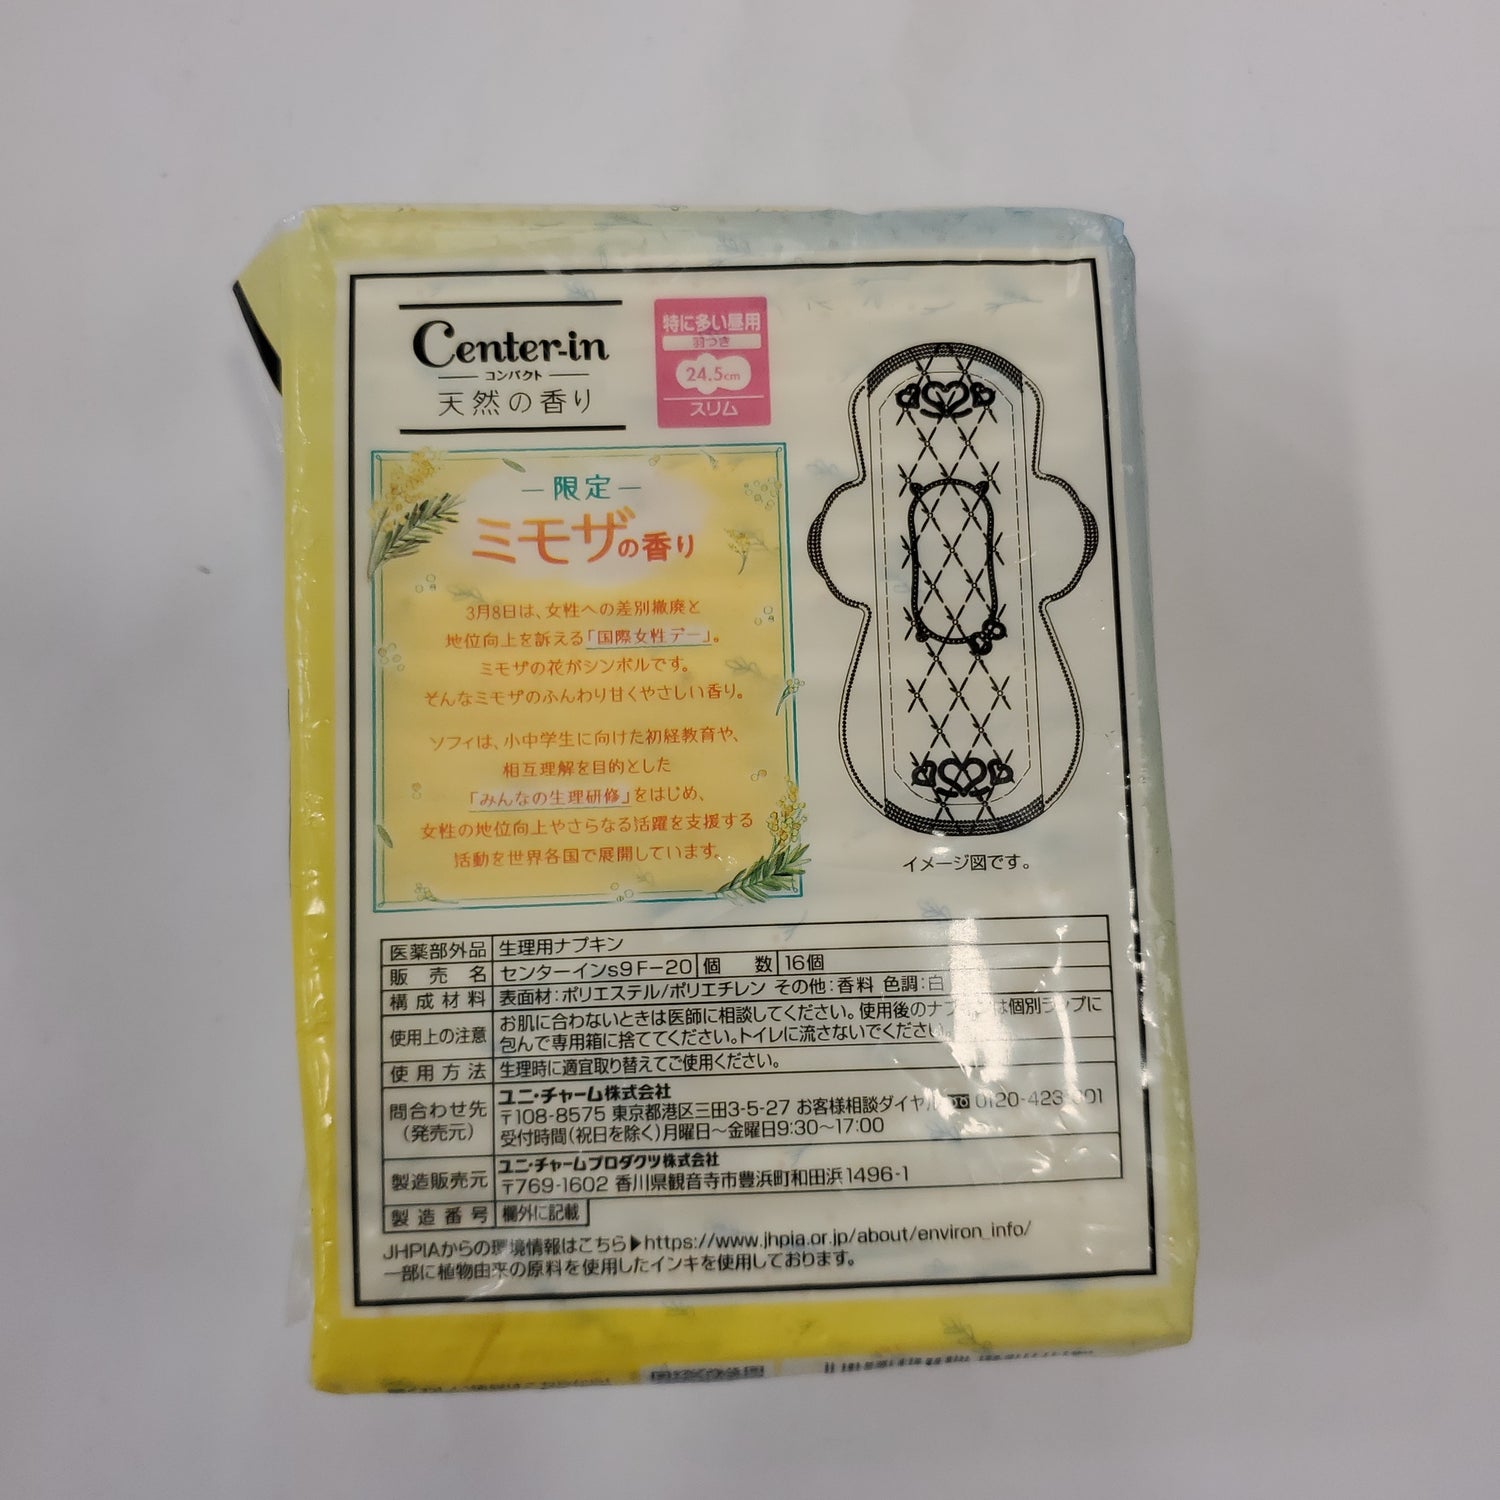 Center-in
コンパクト
天然の香り
特に多い昼用
羽つき
24.5cm
スリム
限定
ミモザの香り
3月8日は、女性への差別撤廃と
地位向上を訴える「国際女性デー」。
ミモザの花がシンボルです。
そんなミモザのふんわり甘くやさしい香り。
ソフィは、小中学生に向けた初経教育や、
相互理解を目的とした
「みんなの生理研修」をはじめ、
女性の地位向上やさらなる活躍を支援する
活動を世界各国で展開しています。
イメージ図です。
医薬部外品 生理用ナプキン
販売名 センターインs9F-20 個数 16個
構成材料 表面材:ポリエステル/ポリエチレン その他:香料 色調:白
使用上の注意 お肌に合わないときは医師に相談してください。使用後のナプ は個別ラップに
包んで専用箱に捨ててください。トイレに流さないでください。
使用方法 生理時に適宜取り替えてご使用ください。
問合わせ先 ユニ・チャーム株式会社
(発売元) 〒108-8575 東京都港区三田3-5-27 お客様相談ダイヤル 0120-423-001
受付時間(祝日を除く)月曜日〜金曜日9:30〜17:00
製造販売元 ユニ・チャームプロダクツ株式会社
〒769-1602 香川県観音寺市豊浜町和田浜1496-1
製造番号 欄外に記載
JHPIAからの環境情報はこちら▶https://www.jhpia.or.jp/about/environ_info/
一部に植物由来の原料を使用したインキを使用しております。